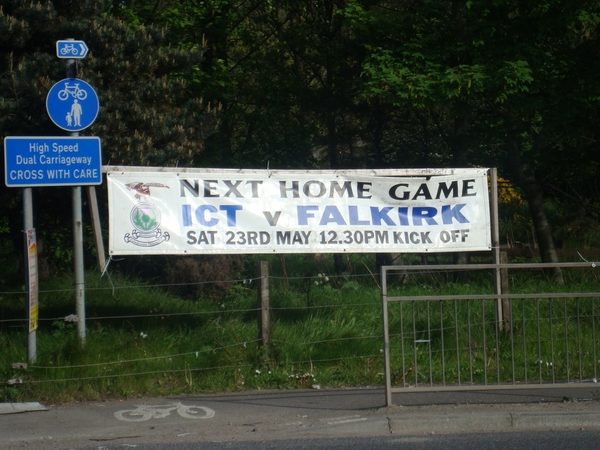 High Speed
Dual Carriageway
CROSS WITH CARE
NEXT HOME GAME
ICT v FALKIRK
SAT 23RD MAY 12.30PM KICK OFF